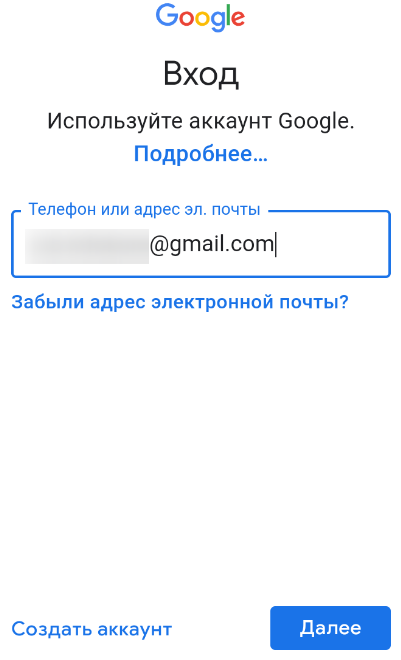 Google
Вход
Используйте аккаунт Google.
Подробнее…
Телефон или адрес эл. почты
@gmail.com
Забыли адрес электронной почты?
Создать аккаунт
Далее